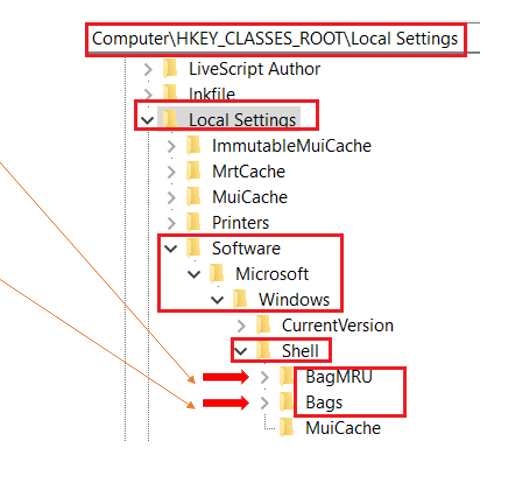 Computer\HKEY_CLASSES_ROOT\Local Settings
LiveScript Author
lnkfile
Local Settings
ImmutableMuiCache
MrtCache
MuiCache
Printers
Software
Microsoft
Windows
CurrentVersion
Shell
BagMRU
Bags
MuiCache